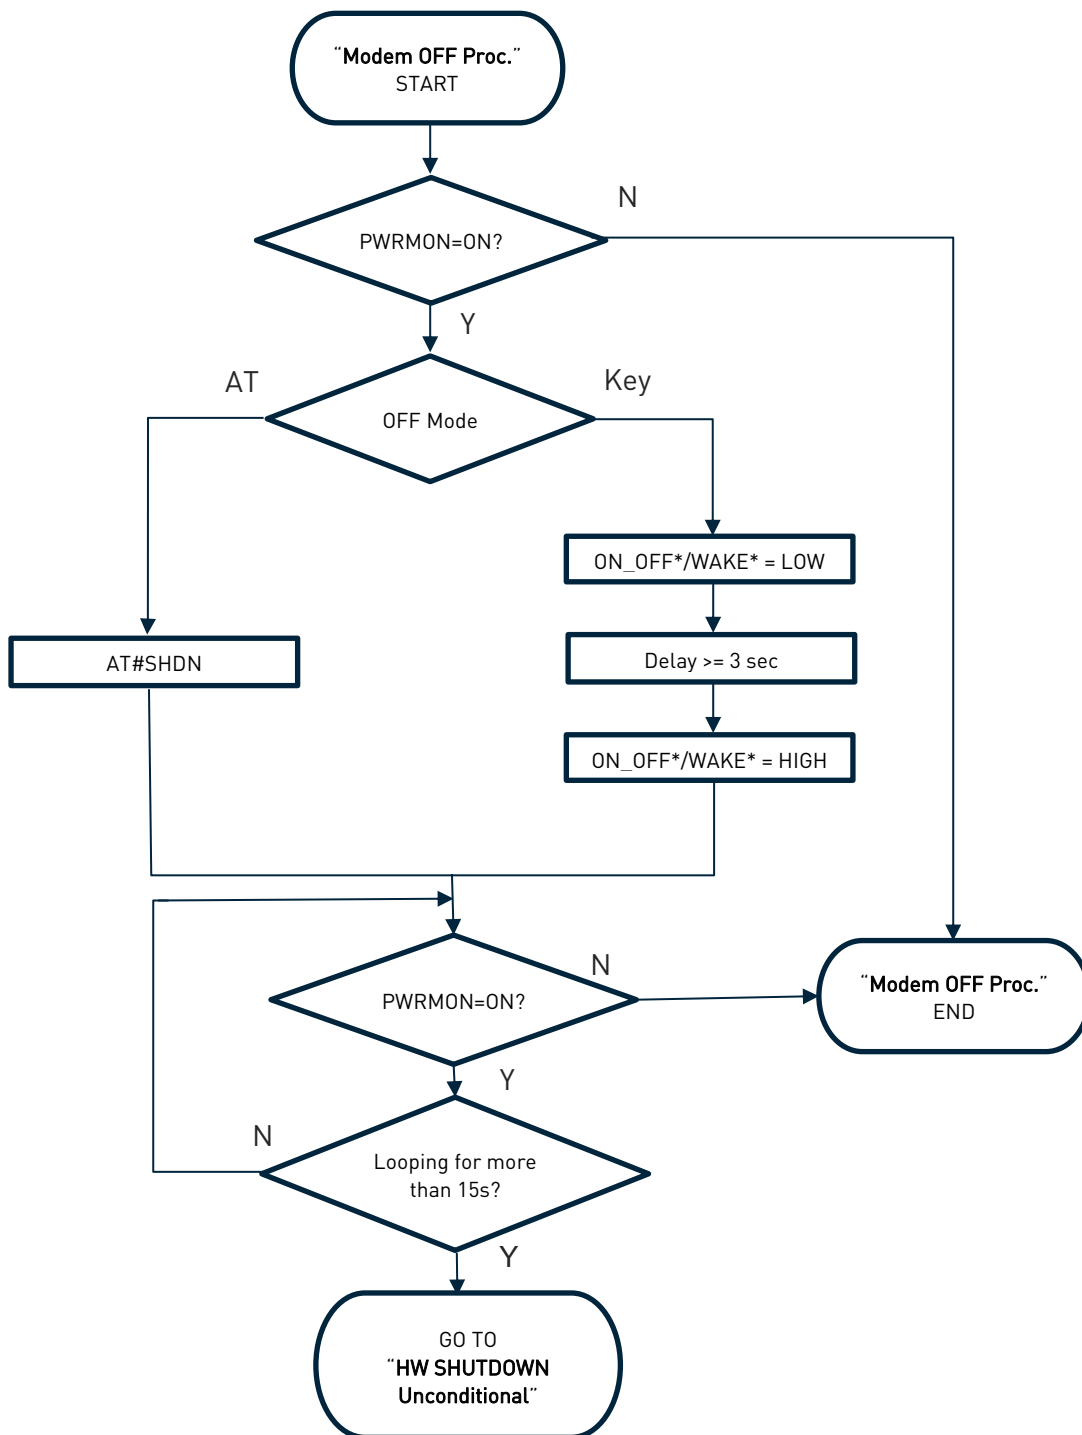 “Modem OFF Proc.”
START
N
PWRMON=ON?
Y
AT
Key
OFF Mode
ON_OFF*/WAKE* = LOW
AT#SHDN
Delay >= 3 sec
ON_OFF*/WAKE* = HIGH
N
PWRMON=ON?
“Modem OFF Proc.”
END
Y
N
Looping for more
than 15s?
Y
GO TO
“HW SHUTDOWN
Unconditional”